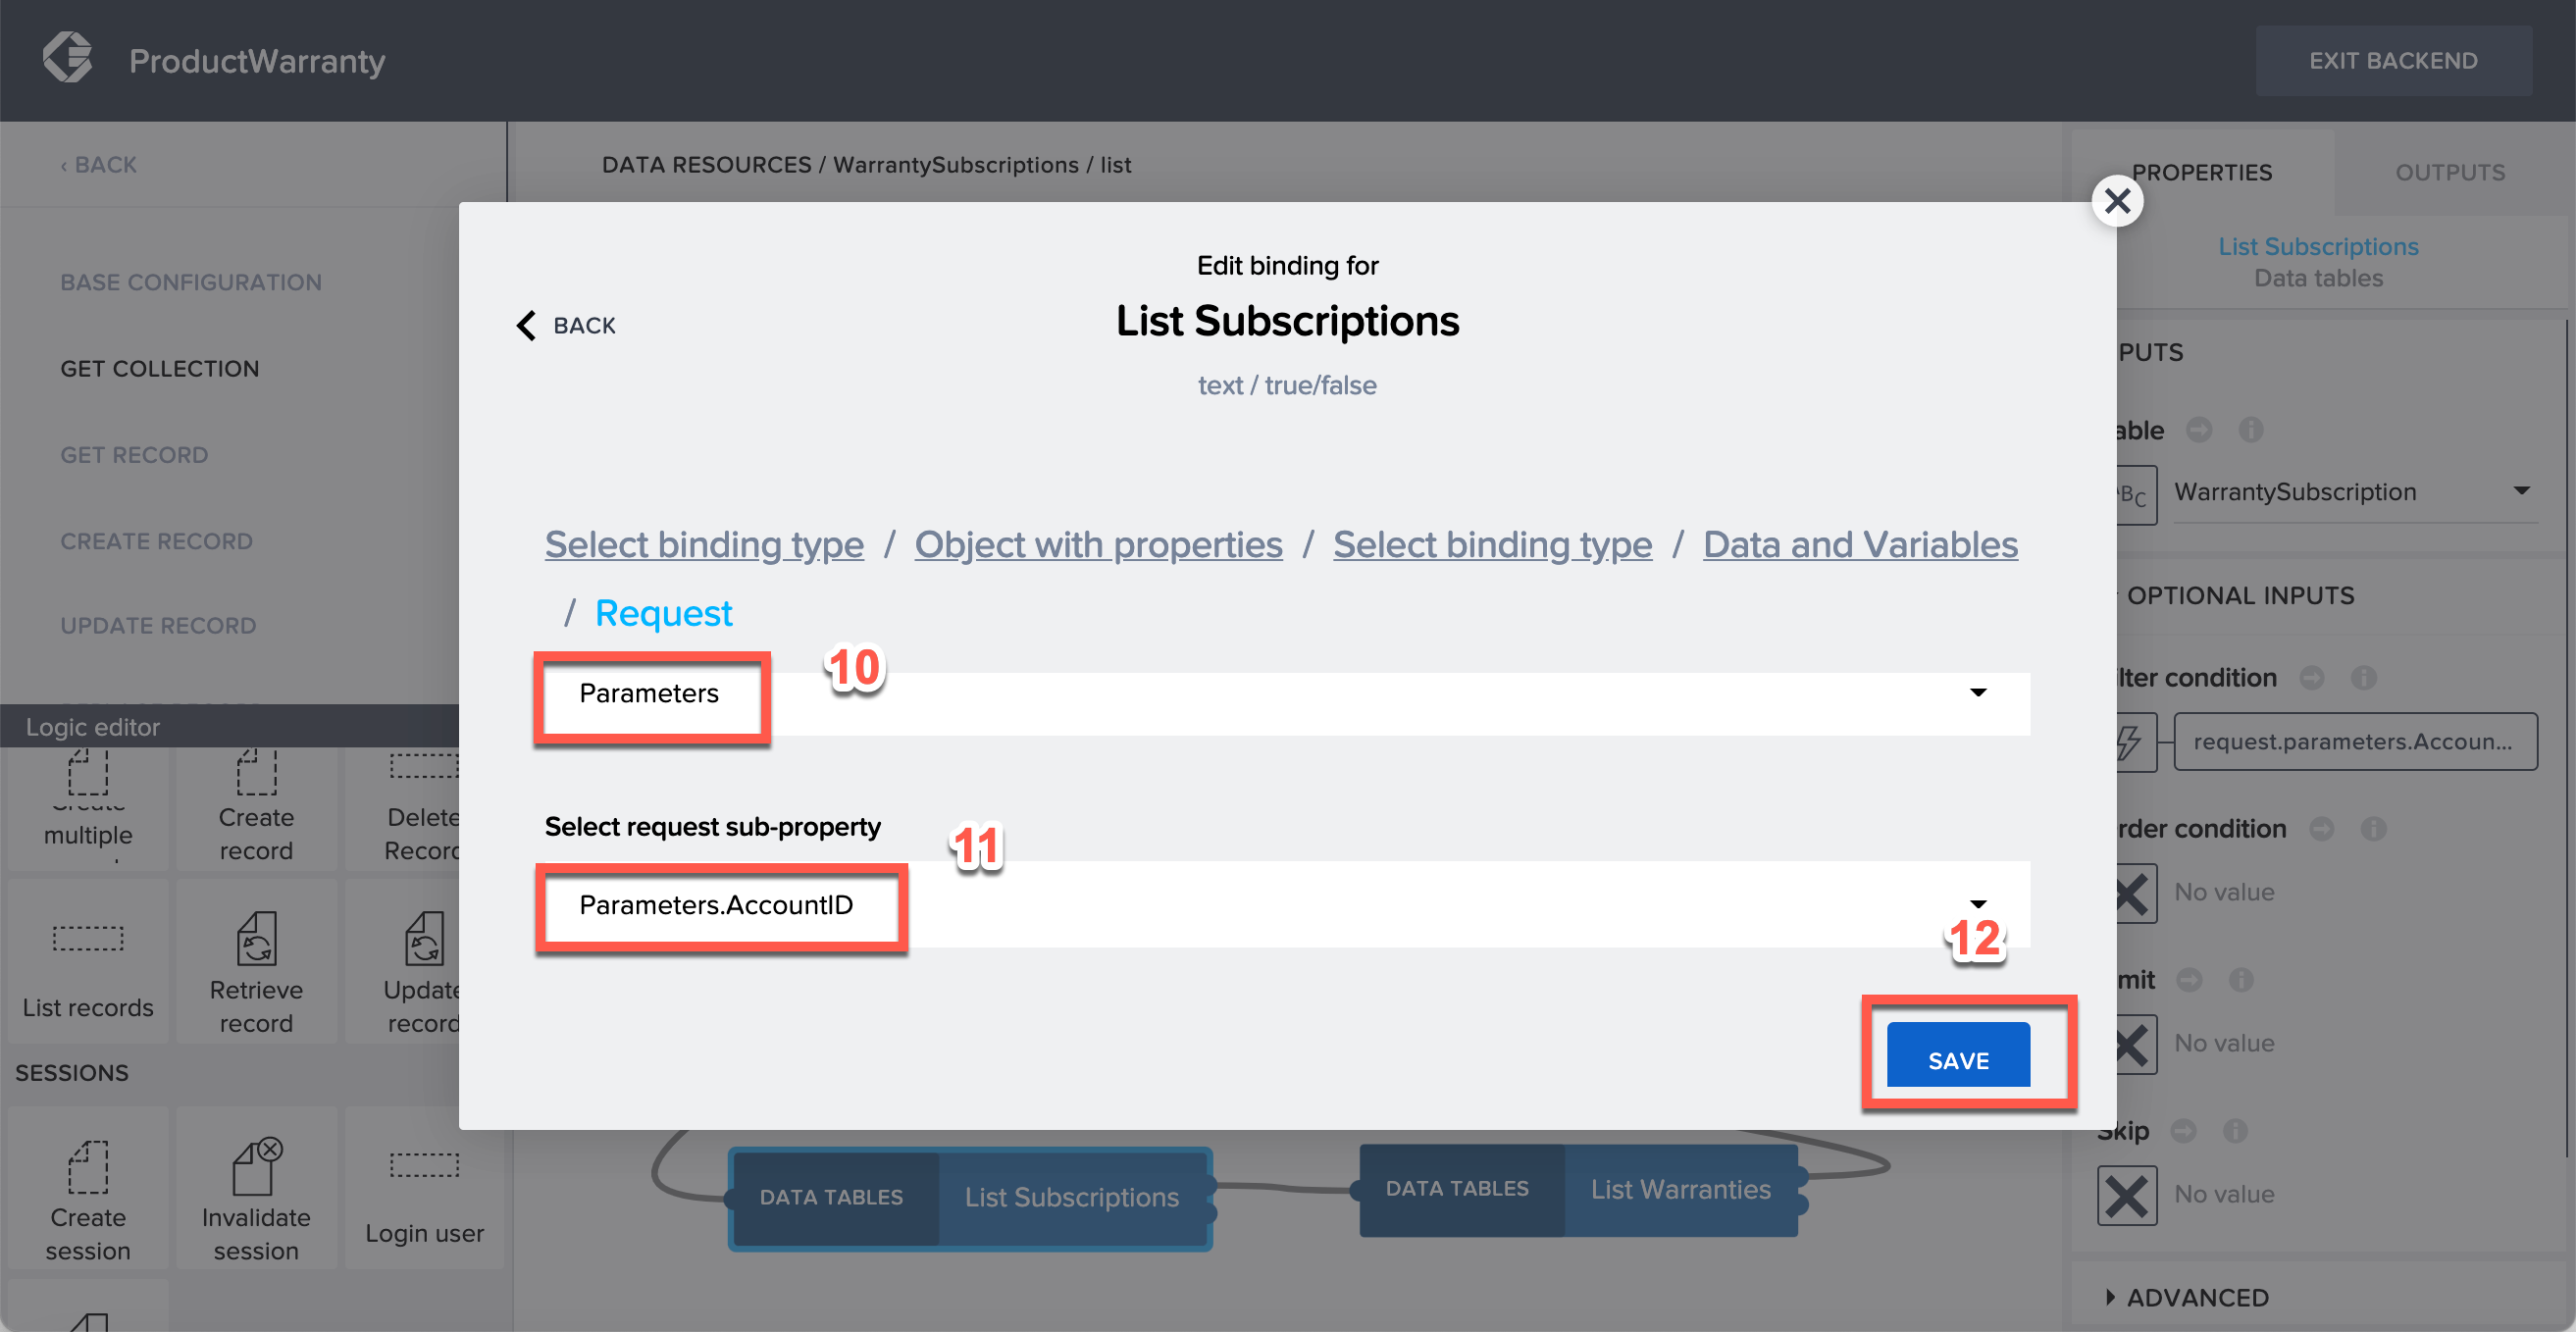 ProductWarranty
EXIT BACKEND
‹ BACK
DATA RESOURCES / WarrantySubscriptions / list
PROPERTIES
OUTPUTS
BASE CONFIGURATION
GET COLLECTION
GET RECORD
CREATE RECORD
UPDATE RECORD
Logic editor
multiple
Create
record
Delete
Record
List records
Retrieve
record
Update
record
SESSIONS
Create
session
Invalidate
session
Login user
Edit binding for
BACK
List Subscriptions
text / true/false
Select binding type / Object with properties / Select binding type / Data and Variables
/ Request
10
Parameters
Select request sub-property
11
Parameters.AccountID
12
SAVE
DATA TABLES
List Subscriptions
DATA TABLES
List Warranties
List Subscriptions
Data tables
PUTS
able
BC
WarrantySubscription
OPTIONAL INPUTS
lter condition
request.parameters.Accoun...
rder condition
No value
mit
No value
Skip
No value
ADVANCED